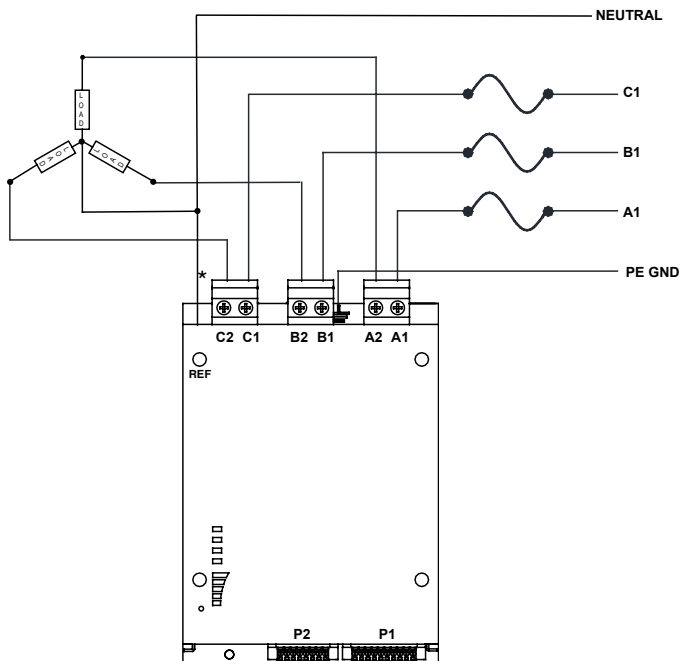 NEUTRAL
C1
B1
A1
PE GND
LOAD
LOAD
LOAD
*
C2 C1 B2 B1 A2 A1
REF
P2 P1